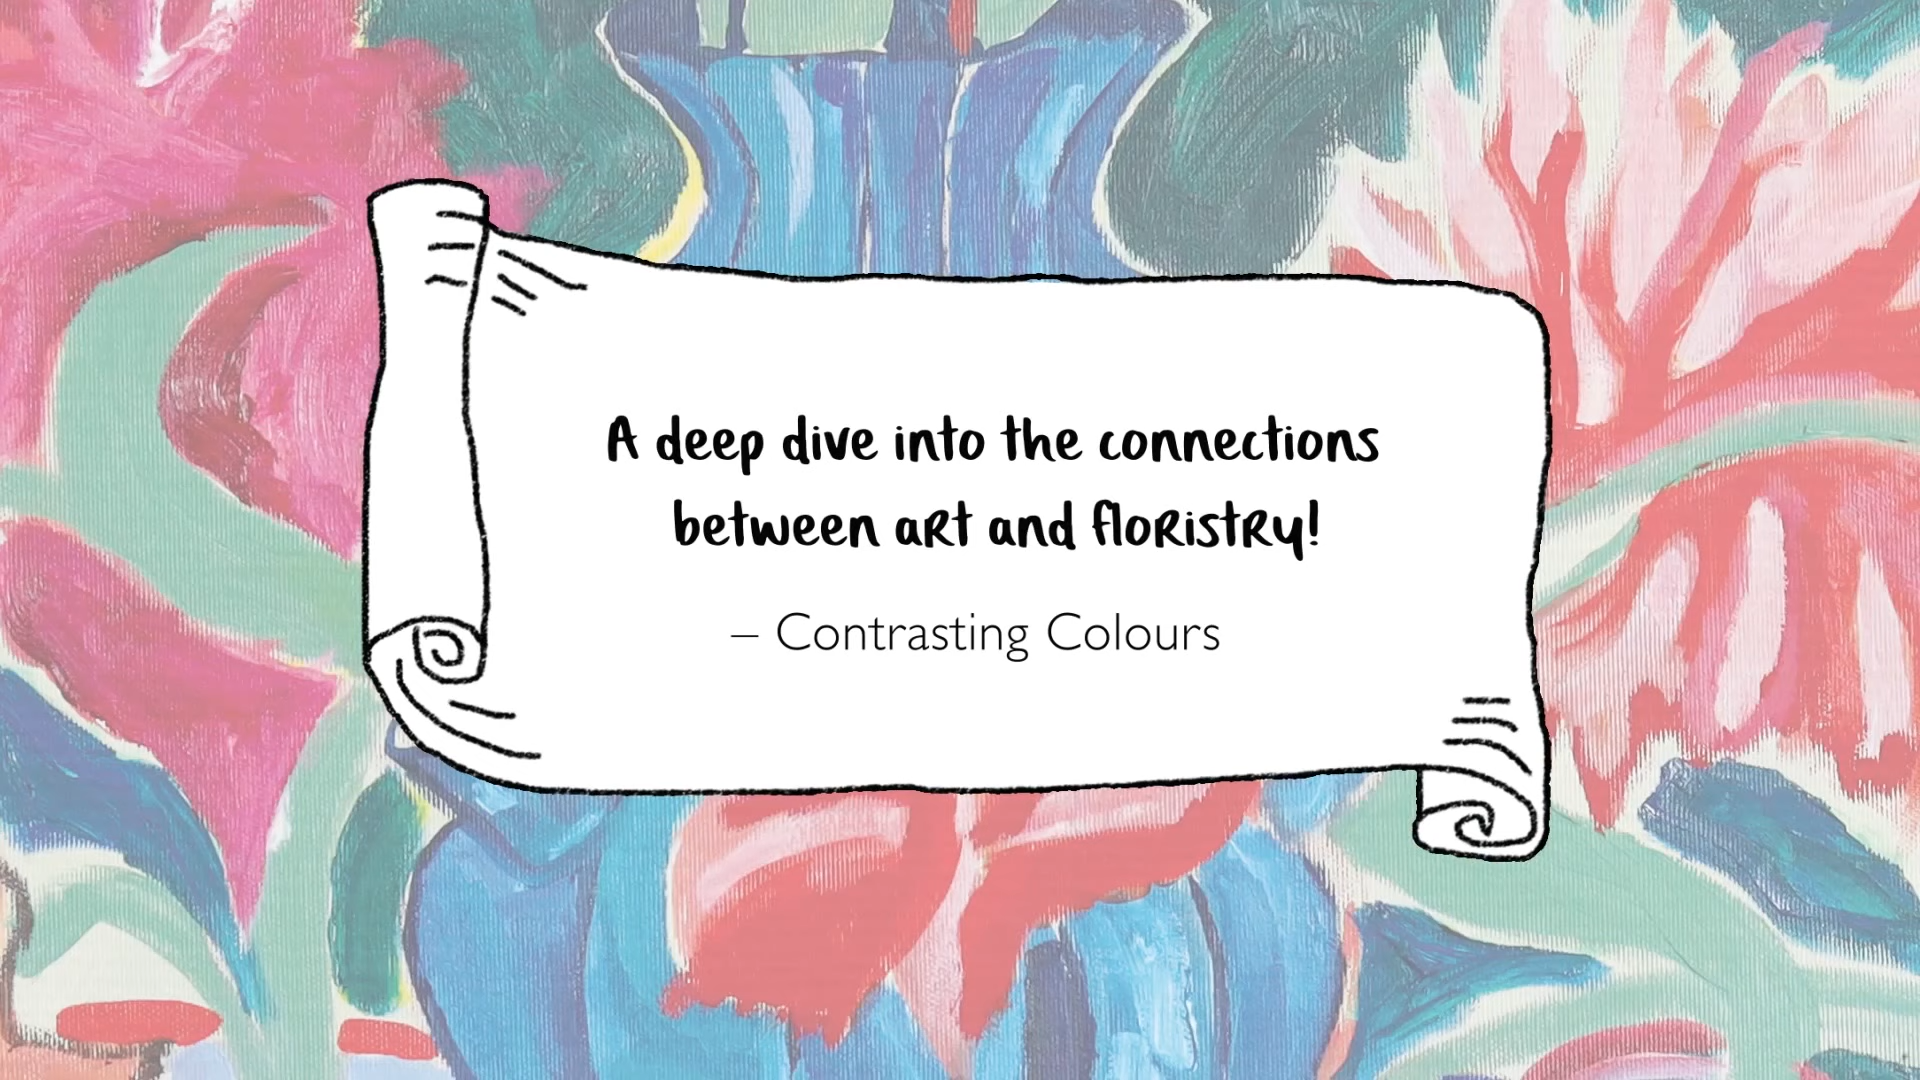 A deep dive into the connections
between art and floristry!
– Contrasting Colours